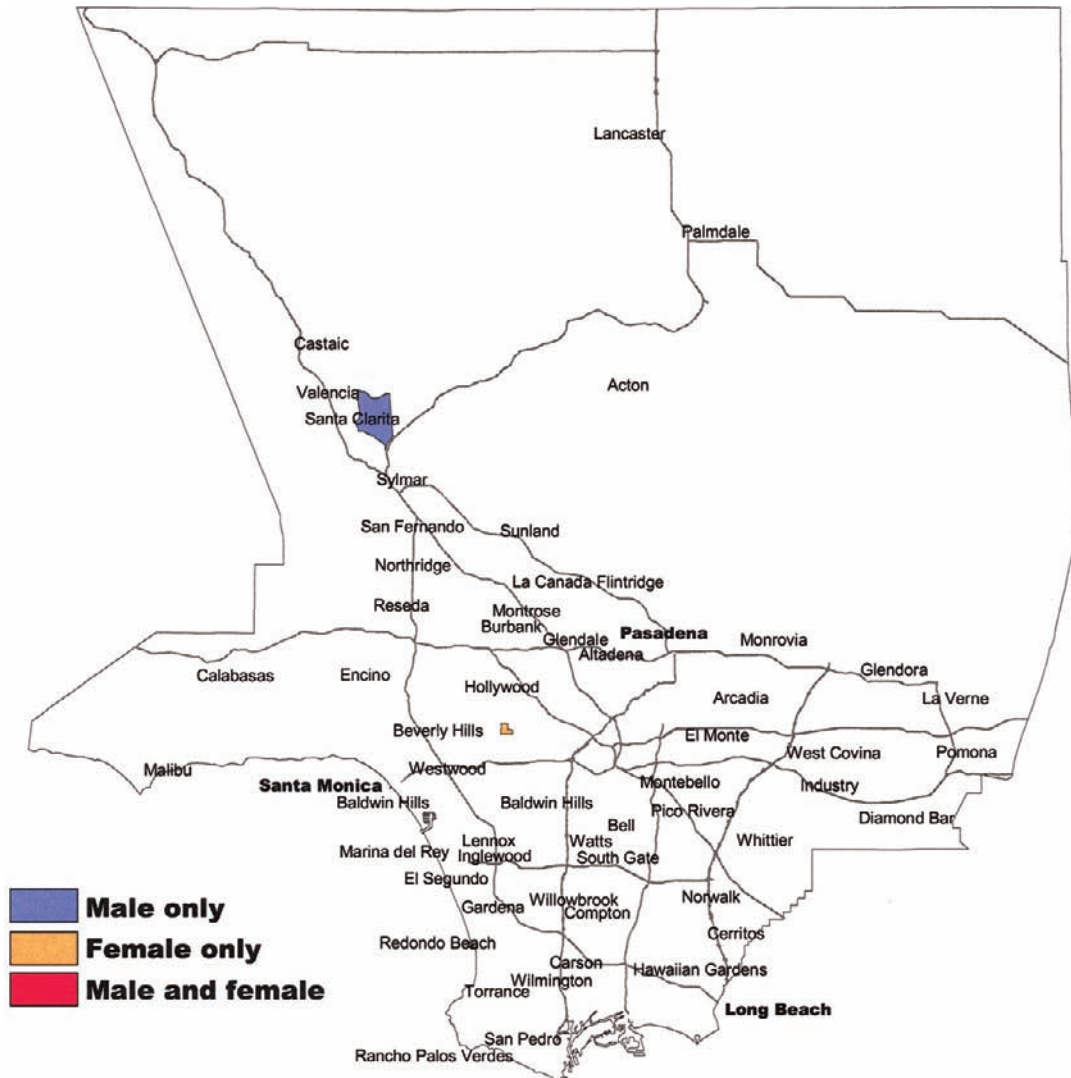 Lancaster
Palmdale
Castaic
Acton
Valencia
Santa Clarita
Sylmar
San Fernando
Sunland
Northridge
La Canada Flintridge
Reseda
Montrose
Burbank
Glendale
Pasadena
Monrovia
Altadena
Glendora
Calabasas
Encino
Hollywood
Arcadia
La Verne
Beverly Hills
El Monte
West Covina
Pomona
Malibu
Westwood
Santa Monica
Montebello
Industry
Baldwin Hills
Baldwin Hills
Pico Rivera
Diamond Bar
Bell
Marina del Rey
Lennox
Watts
Whittier
Inglewood
South Gate
El Segundo
Male only
Gardena
Willowbrook
Compton
Norwalk
Female only
Redondo Beach
Cerritos
Carson
Hawaiian Gardens
Male and female
Torrance
Wilmington
Long Beach
San Pedro
Rancho Palos Verdes